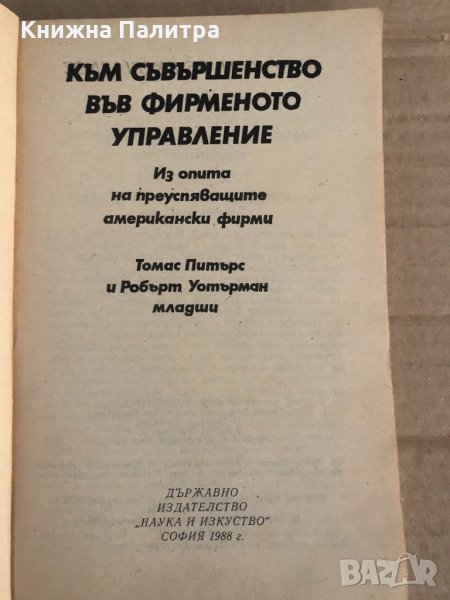 Книжна Палитра
КЪМ СЪВЪРШЕНСТВО
ВЪВ ФИРМЕНОТО
УПРАВЛЕНИЕ
Из опита
на преуспяващите
американски фирми
Томас Питърс
и Робърт Уотърман
младши
ДЪРЖАВНО
ИЗДАТЕЛСТВО
„НАУКА И ИЗКУСТВО"
СОФИЯ 1988 г.
BAZAR